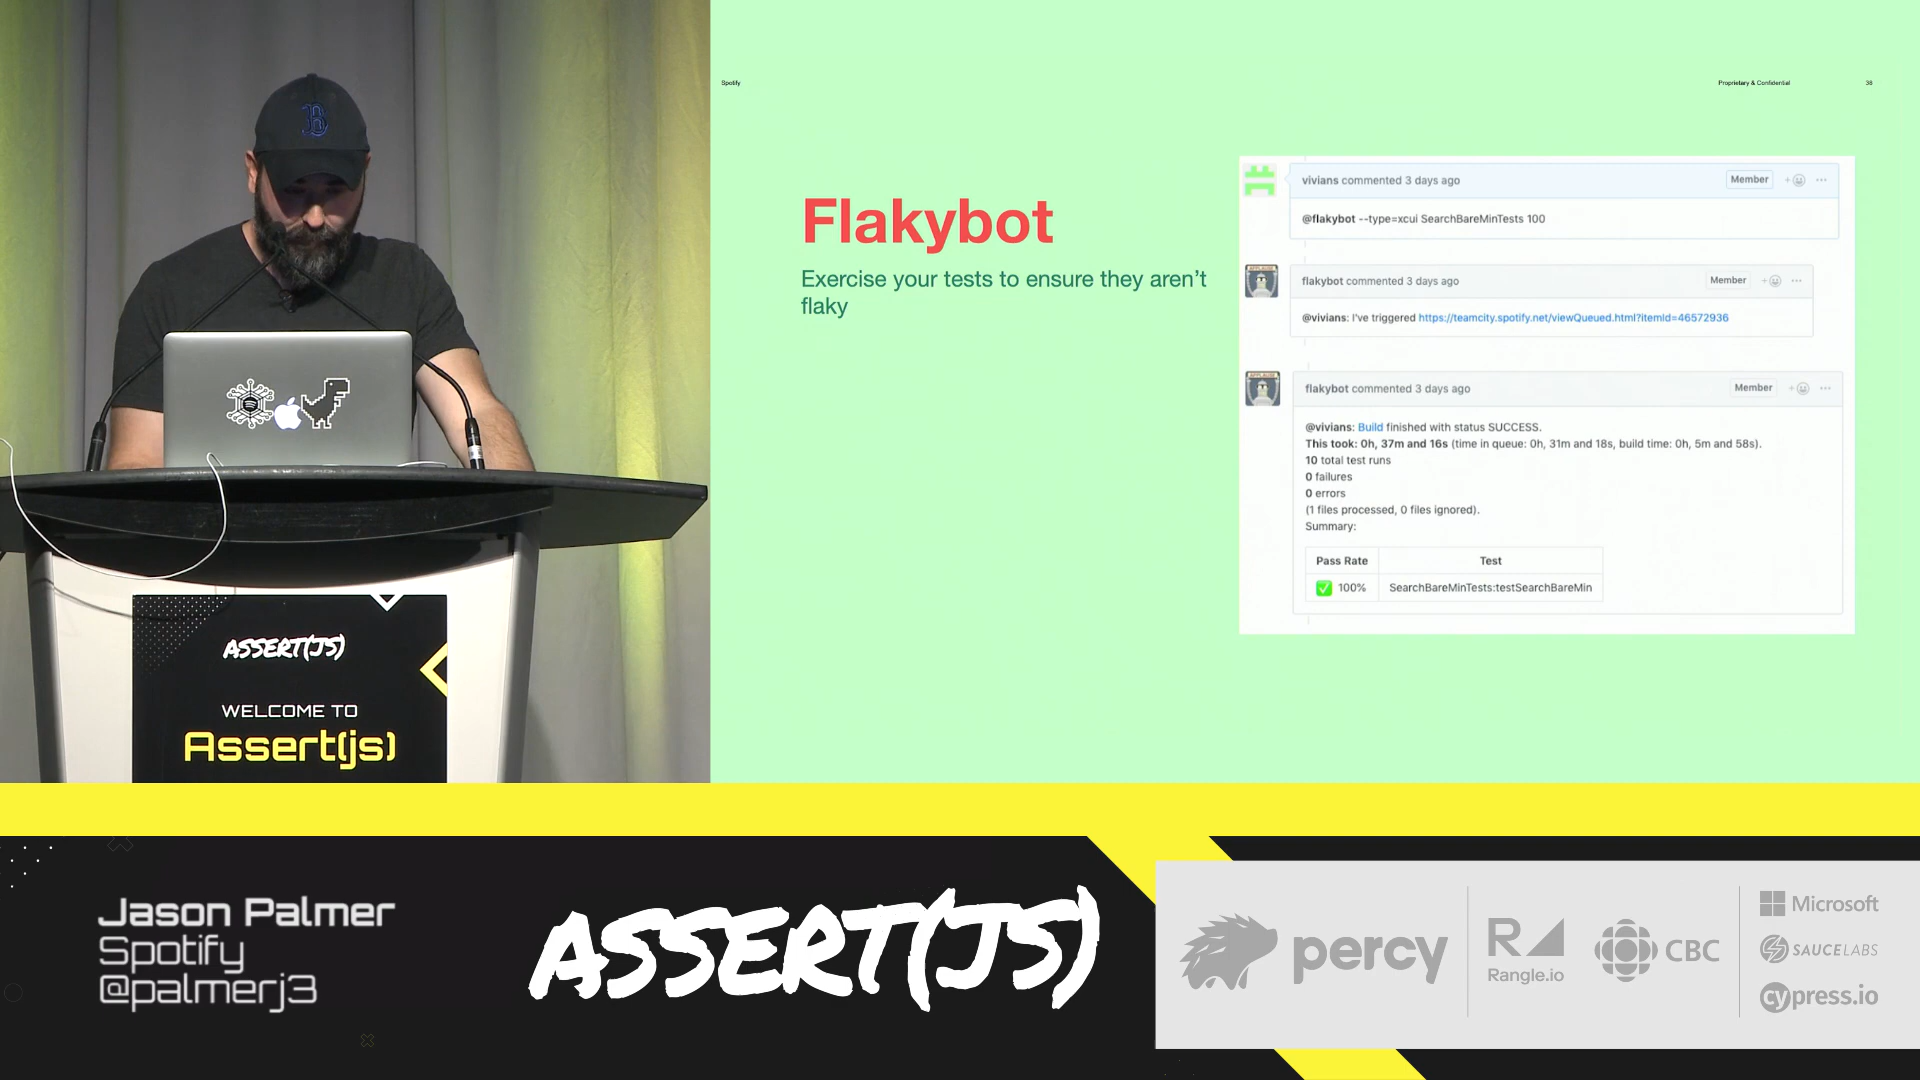 B
Spotify
Proprietary & Confidential
38
Flakybot
Exercise your tests to ensure they aren't
flaky
vivians commented 3 days ago
Member
@flakybot --type=xcui SearchBareMinTests 100
flakybot commented 3 days ago
Member
@vivians: I've triggered https://teamcity.spotify.net/viewQueued.html?itemId=46572936
flakybot commented 3 days ago
Member
@vivians: Build finished with status SUCCESS.
This took: 0h, 37m and 16s (time in queue: 0h, 31m and 18s, build time: 0h, 5m and 58s).
10 total test runs
0 failures
0 errors
(1 files processed, 0 files ignored).
Summary:
Pass Rate Test
100% SearchBareMinTests:testSearchBareMin
ASSERT(JS)
WELCOME TO
Assert(js)
Jason Palmer
Spotify
@palmerj3
ASSERT(JS)
percy
R
Rangle.io
CBC
Microsoft
SAUCELABS
cypress.io